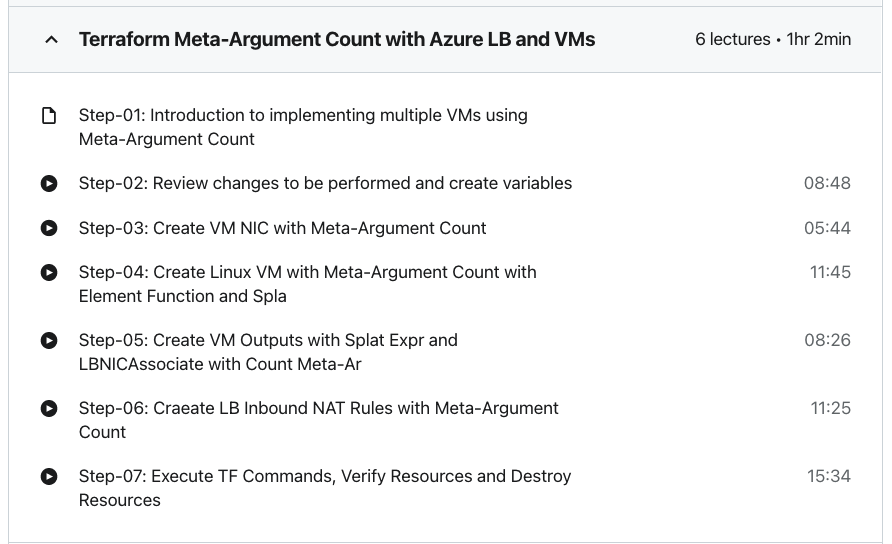 Terraform Meta-Argument Count with Azure LB and VMs
6 lectures • 1hr 2min
Step-01: Introduction to implementing multiple VMs using
Meta-Argument Count
Step-02: Review changes to be performed and create variables
08:48
Step-03: Create VM NIC with Meta-Argument Count
05:44
Step-04: Create Linux VM with Meta-Argument Count with
11:45
Element Function and Spla
Step-05: Create VM Outputs with Splat Expr and
08:26
LBNICAssociate with Count Meta-Ar
Step-06: Craeate LB Inbound NAT Rules with Meta-Argument
11:25
Count
Step-07: Execute TF Commands, Verify Resources and Destroy
15:34
Resources